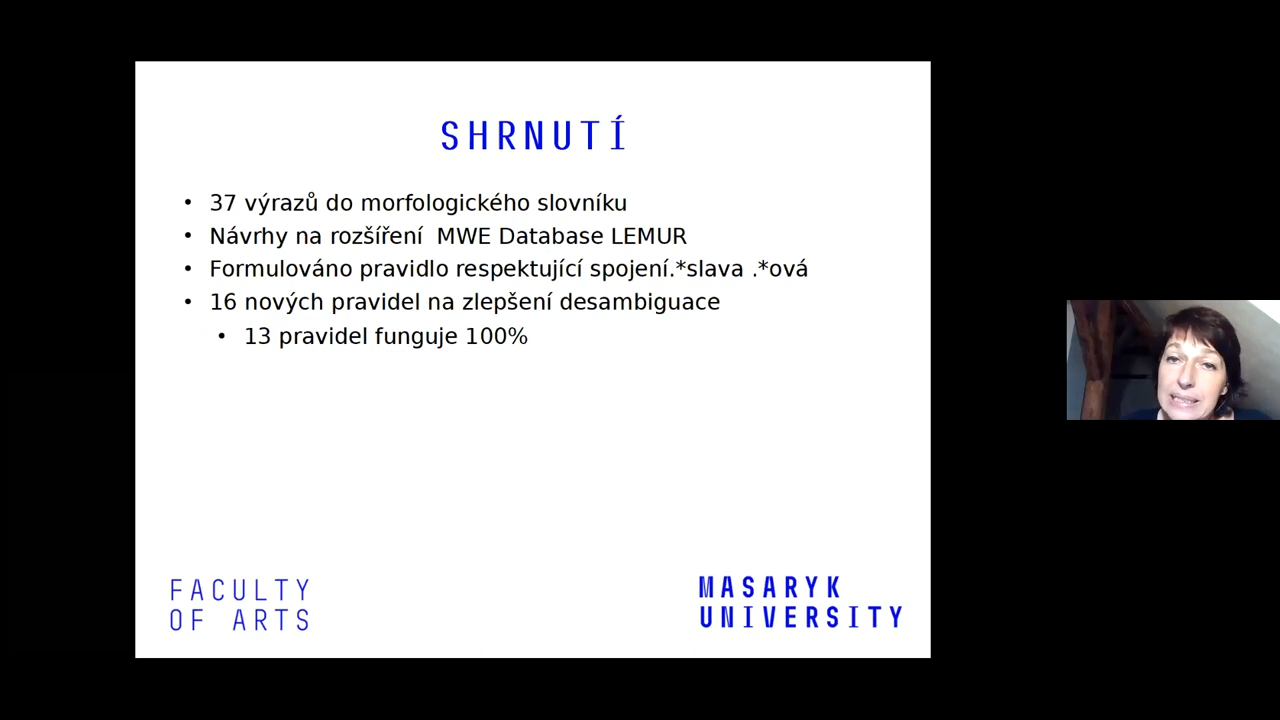 SHRNUTÍ
• 37 výrazů do morfologického slovníku
• Návrhy na rozšíření  MWE Database LEMUR
• Formulováno pravidlo respektující spojení.*slava .*ová
• 16 nových pravidel na zlepšení desambiguace
• 13 pravidel funguje 100%
FACULTY
OF ARTS
MASARYK
UNIVERSITY